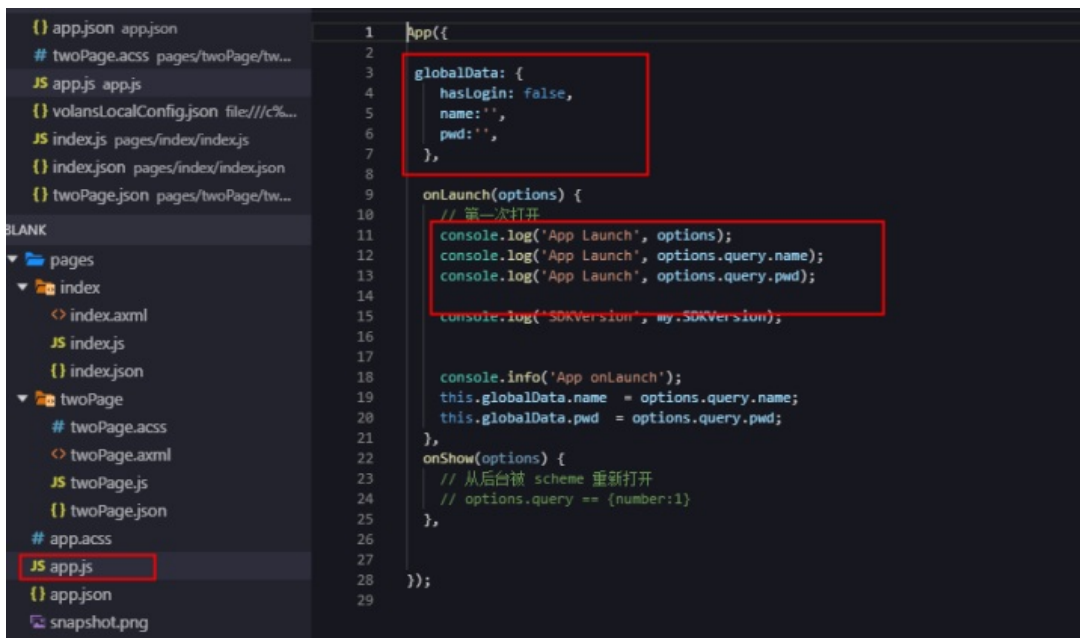 {} app.json app.json
# twoPage.acss pages/twoPage/tw...
JS app.js app.js
{} volansLocalConfig.json file:///c%...
JS index.js pages/index/index.js
{} index.json pages/index/index.json
{} twoPage.json pages/twoPage/tw...
BLANK
pages
index
<> index.axml
JS index.js
{} index.json
twoPage
# twoPage.acss
<> twoPage.axml
JS twoPage.js
{} twoPage.json
# app.acss
JS app.js
{} app.json
snapshot.png
1 App({
2
3 globalData: {
4 hasLogin: false,
5 name:'',
6 pwd:'',
7 },
8
9 onLaunch(options) {
10 // 第一次打开
11 console.log('App Launch', options);
12 console.log('App Launch', options.query.name);
13 console.log('App Launch', options.query.pwd);
14
15 console.log('SDKVersion', my.SDKVersion);
16
17
18 console.info('App onLaunch');
19 this.globalData.name  = options.query.name;
20 this.globalData.pwd  = options.query.pwd;
21 },
22 onShow(options) {
23 // 从后台被 scheme 重新打开
24 // options.query == {number:1}
25 },
26
27
28 });
29